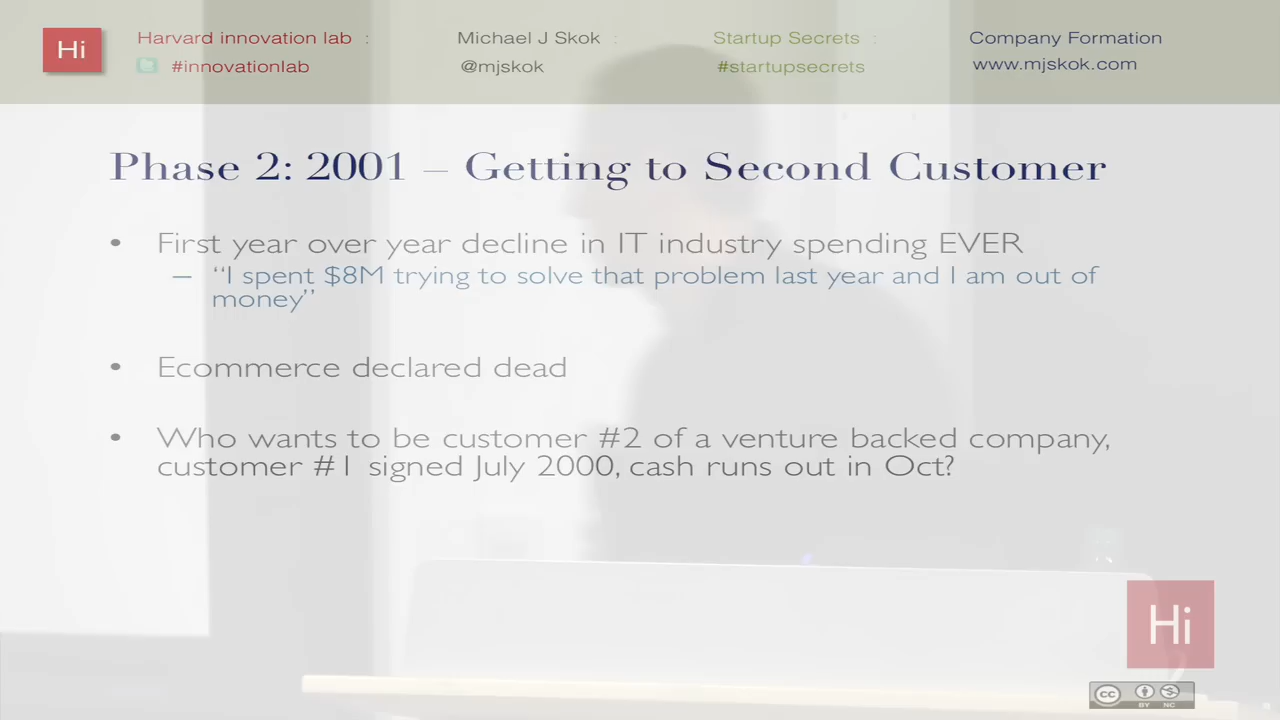 Hi
Harvard innovation lab :
#innovationlab
Michael J Skok :
@mjskok
Startup Secrets :
#startupsecrets
Company Formation
www.mjskok.com
Phase 2: 2001 – Getting to Second Customer
• First year over year decline in IT industry spending EVER
– “I spent $8M trying to solve that problem last year and I am out of
money”
• Ecommerce declared dead
• Who wants to be customer #2 of a venture backed company,
customer #1 signed July 2000, cash runs out in Oct?
Hi
cc
BY NC